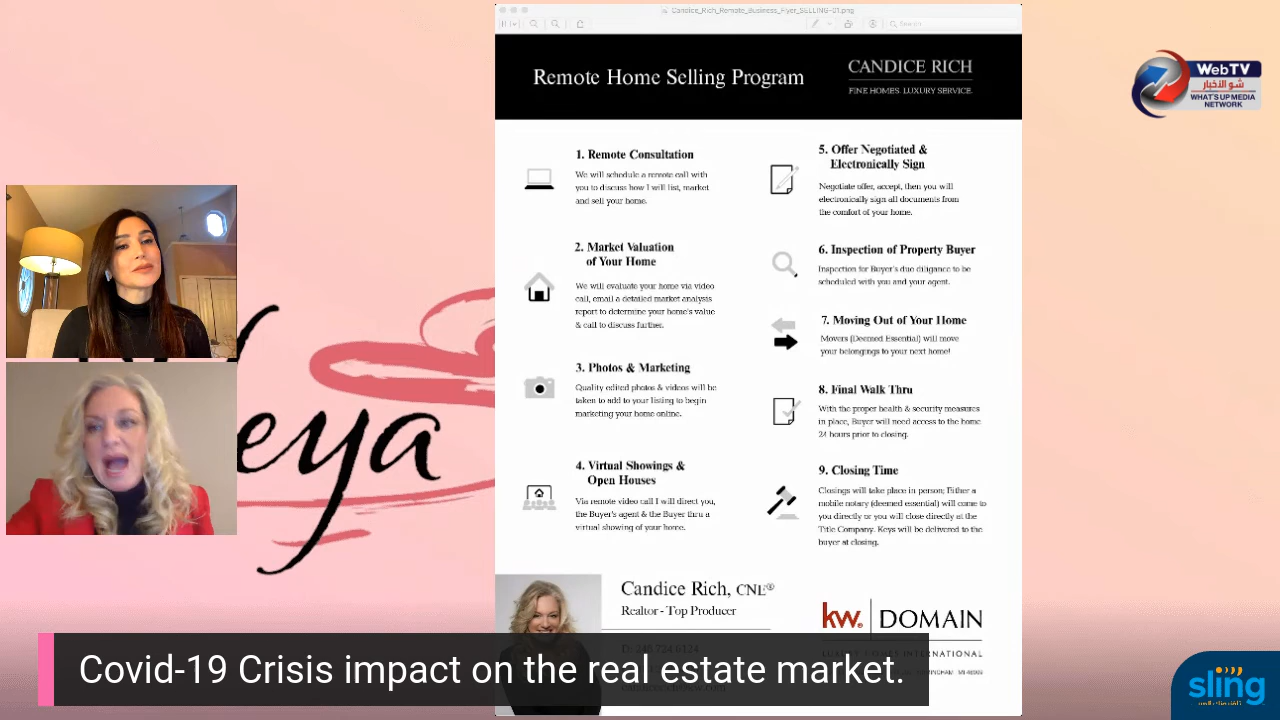 Candice_Rich_Remote_Business_Flyer_SELLING-01.png
Search
Remote Home Selling Program
CANDICE RICH
FINE HOMES. LUXURY SERVICE.
1. Remote Consultation
We will schedule a remote call with
you to discuss how I will list, market
and sell your home.
2. Market Valuation
of Your Home
We will evaluate your home via video
call, email a detailed market analysis
report to determine your home's value
& call to discuss further.
3. Photos & Marketing
Quality edited photos & videos will be
taken to add to your listing to begin
marketing your home online.
4. Virtual Showings &
Open Houses
Via remote video call I will direct you,
the Buyer's agent & the Buyer thru a
virtual showing of your home.
5. Offer Negotiated &
Electronically Sign
Negotiate offer, accept, then you will
electronically sign all documents from
the comfort of your home.
6. Inspection of Property Buyer
Inspection for Buyer's due diligance to be
scheduled with you and your agent.
7. Moving Out of Your Home
Movers (Deemed Essential) will move
your belongings to your next home!
8. Final Walk Thru
With the proper health & security measures
in place, Buyer will need access to the home
24 hours prior to closing.
9. Closing Time
Closings will take place in person; Either a
mobile notary (deemed essential) will come to
you directly or you will close directly at the
Title Company. Keys will be delivered to the
buyer at closing.
Candice Rich, CNE®
Realtor - Top Producer
kw. DOMAIN
Covid-19 Crisis impact on the real estate market.
WebTV
شو الأخبار
WHAT'S UP MEDIA
NETWORK
eya
sling